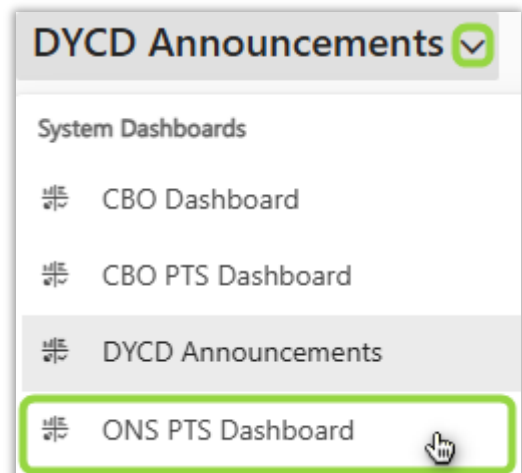 DYCD Announcements
System Dashboards
CBO Dashboard
CBO PTS Dashboard
DYCD Announcements
ONS PTS Dashboard